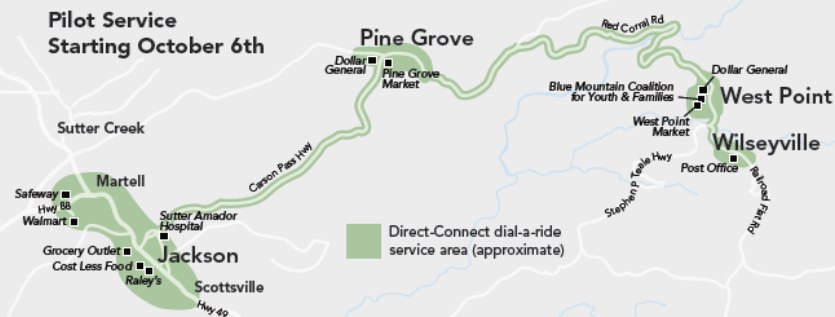 Pilot Service
Starting October 6th
Pine Grove
Red Corral Rd
Dollar
General
Pine Grove
Market
Dollar General
Blue Mountain Coalition
for Youth & Families
West Point
West Point
Market
Wilseyville
Post Office
Stephen P Teale Hwy
Railroad Flat Rd
Sutter Creek
Carson Pass Hwy
Martell
Safeway
Hwy 88
Walmart
Sutter Amador
Hospital
Grocery Outlet
Jackson
Cost Less Food
Raley's
Scottsville
Hwy 49
Direct-Connect dial-a-ride
service area (approximate)